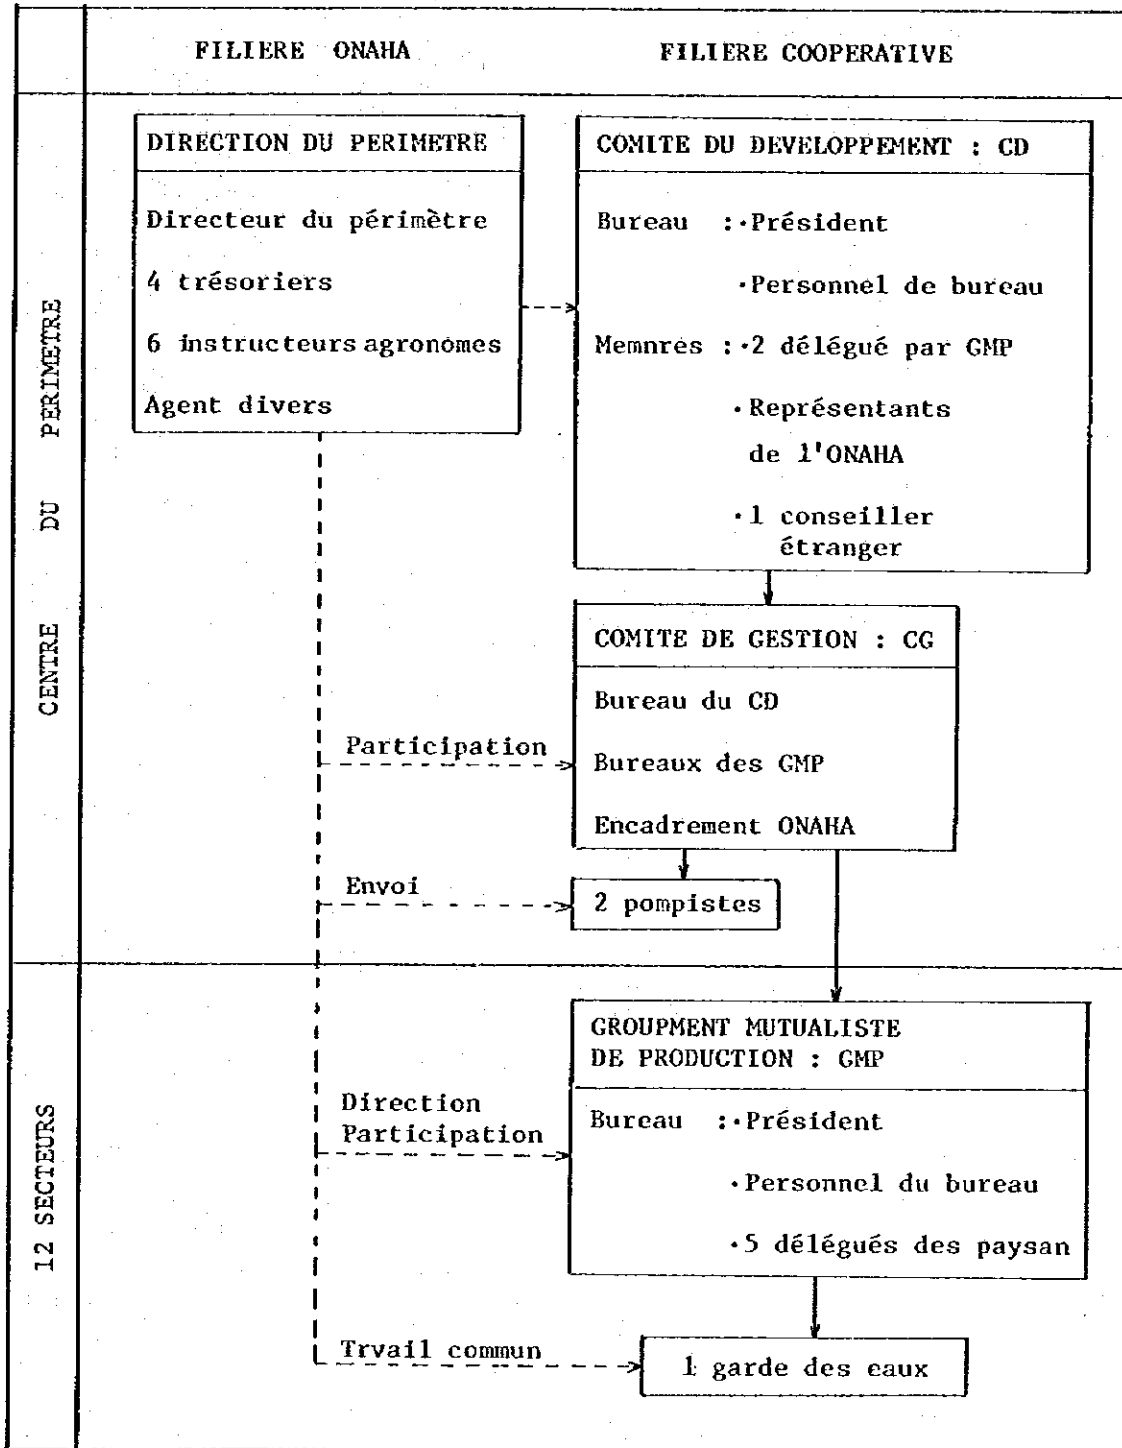 FILIERE ONAHA
FILIERE COOPERATIVE
CENTRE DU PERIMETRE
DIRECTION DU PERIMETRE
Directeur du périmètre
4 trésoriers
6 instructeurs agronomes
Agent divers
COMITE DU DEVELOPPEMENT : CD
Bureau :·Président
·Personnel de bureau
Memnres :·2 délégué par GMP
·Représentants
de l'ONAHA
·1 conseiller
étranger
COMITE DE GESTION : CG
Bureau du CD
Participation
Bureaux des GMP
Encadrement ONAHA
Envoi
2 pompistes
12 SECTEURS
GROUPMENT MUTUALISTE
DE PRODUCTION : GMP
Direction
Participation
Bureau :·Président
·Personnel du bureau
·5 délégués des paysan
Trvail commun
1 garde des eaux